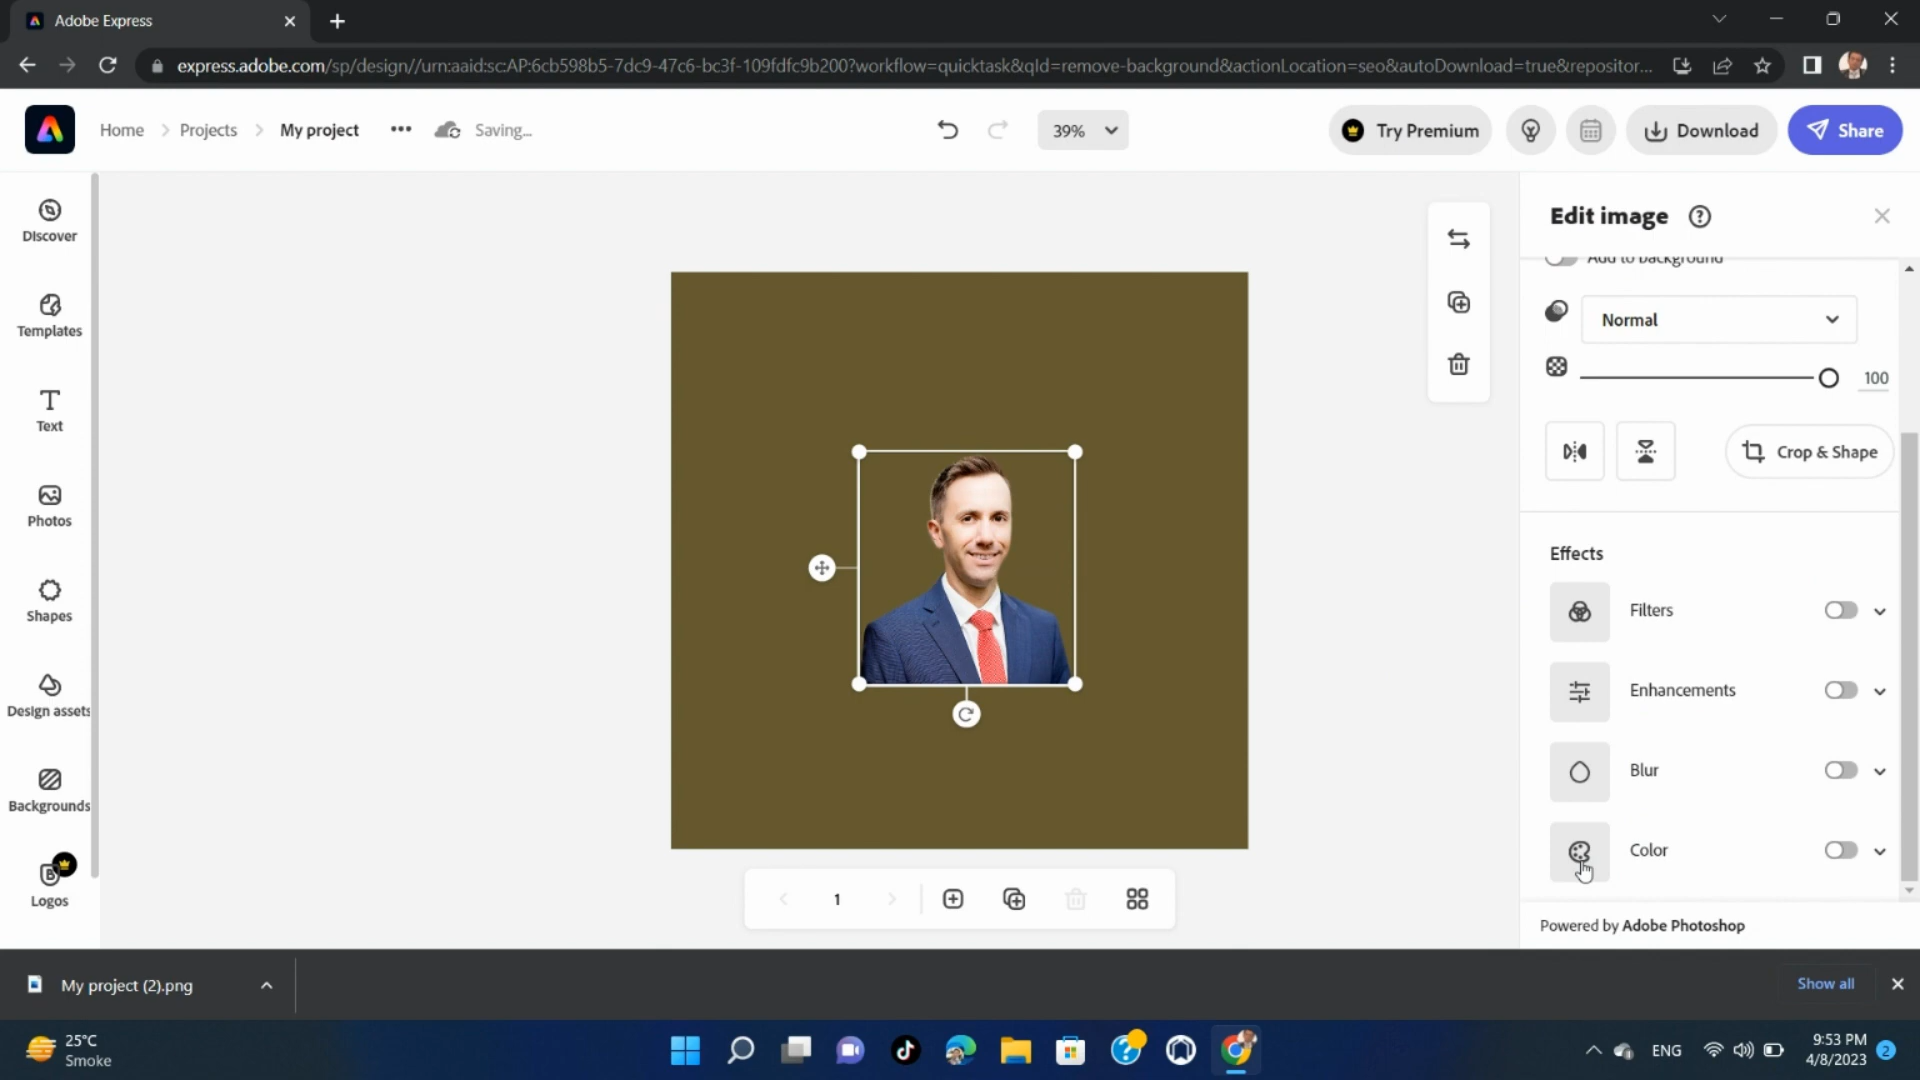 Adobe Express
express.adobe.com/sp/design//urn:aaid:sc:AP:6cb598b5-7dc9-47c6-bc3f-109fdfc9b200?workflow=quicktask&qId=remove-background&actionLocation=seo&autoDownload=true&repositor...
Home
Projects
My project
Saving...
39%
Try Premium
Download
Share
Discover
Templates
Text
Photos
Shapes
Design assets
Backgrounds
B
Logos
Edit image
Add to background
Normal
100
Crop & Shape
Effects
Filters
Enhancements
Blur
Color
Powered by Adobe Photoshop
1
My project (2).png
Show all
25°C
Smoke
ENG
9:53 PM
4/8/2023
2